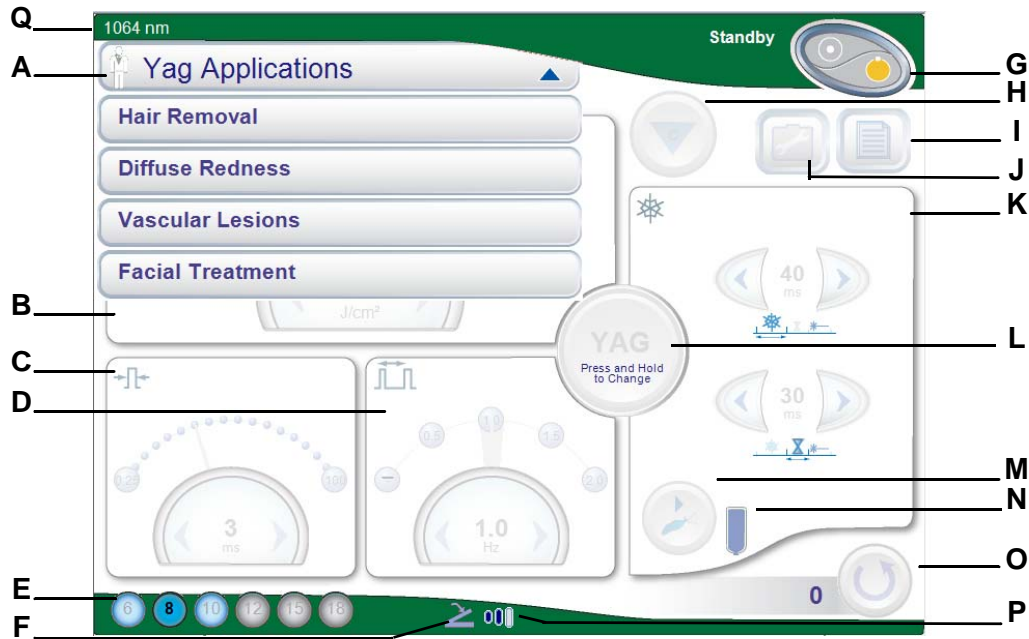 Q
1064 nm
Standby
A
Yag Applications
G
H
Hair Removal
I
Diffuse Redness
J
K
Vascular Lesions
Facial Treatment
40
ms
B
J/cm²
YAG
Press and Hold
to Change
L
C
D
1.0
0.5
1.5
30
ms
0.25
100
2.0
M
N
3
ms
1.0
Hz
O
0
E
6
8
10
12
15
18
F
P